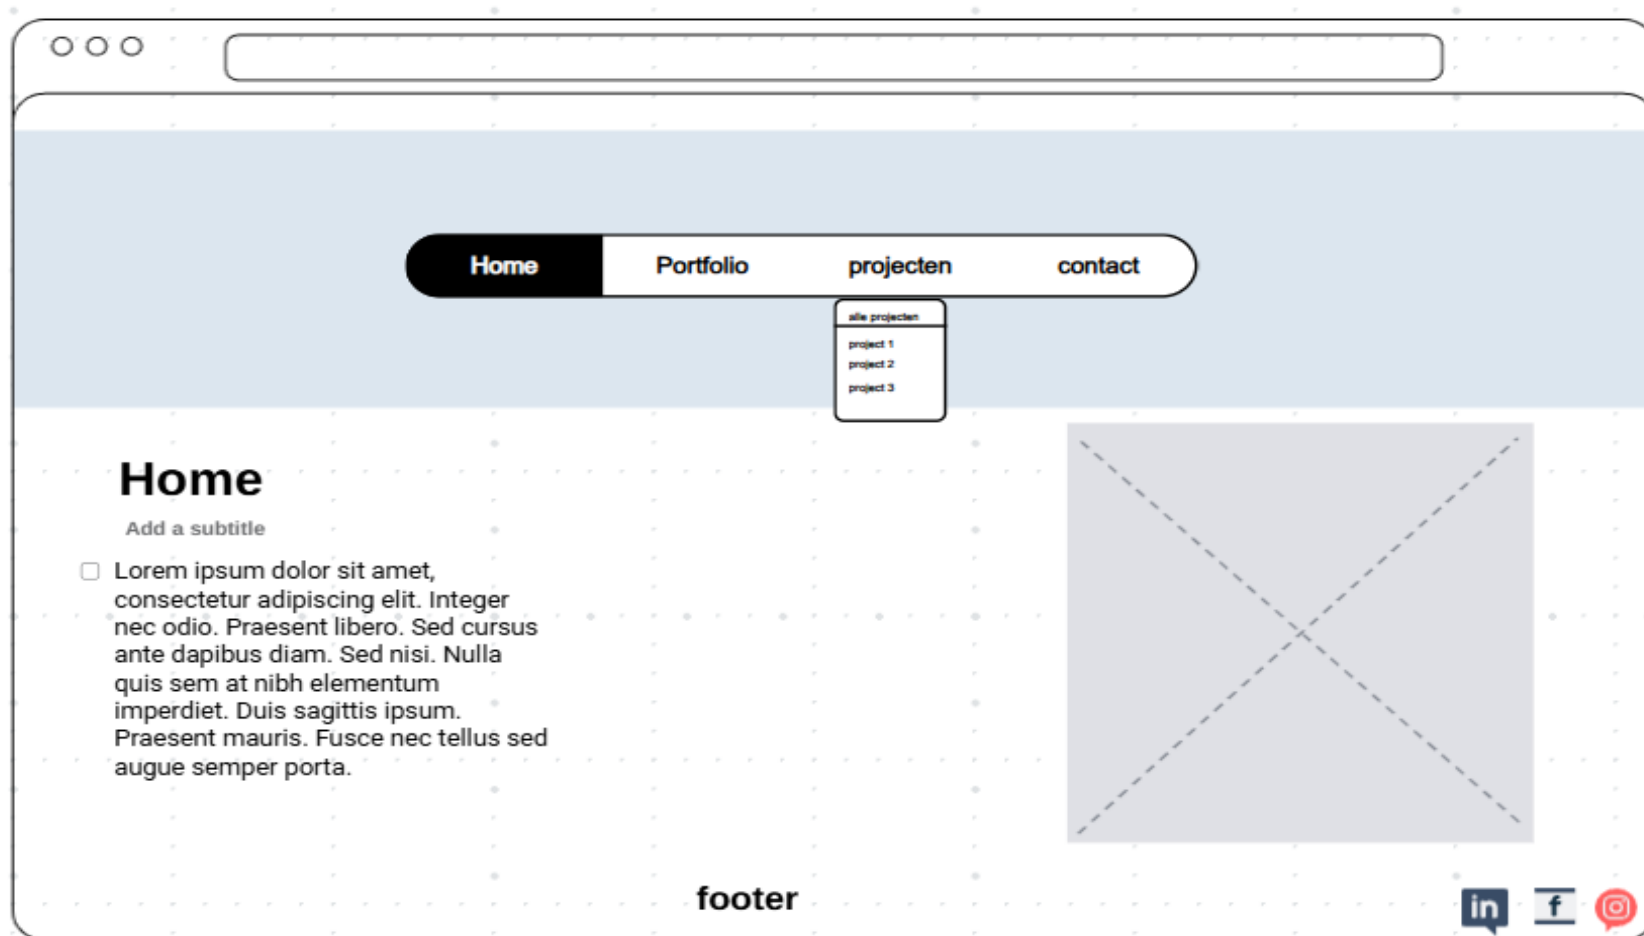 Home
Portfolio
projecten
contact
alle projecten
project 1
project 2
project 3
Home
Add a subtitle
Lorem ipsum dolor sit amet,
consectetur adipiscing elit. Integer
nec odio. Praesent libero. Sed cursus
ante dapibus diam. Sed nisi. Nulla
quis sem at nibh elementum
imperdiet. Duis sagittis ipsum.
Praesent mauris. Fusce nec tellus sed
augue semper porta.
footer
in
f